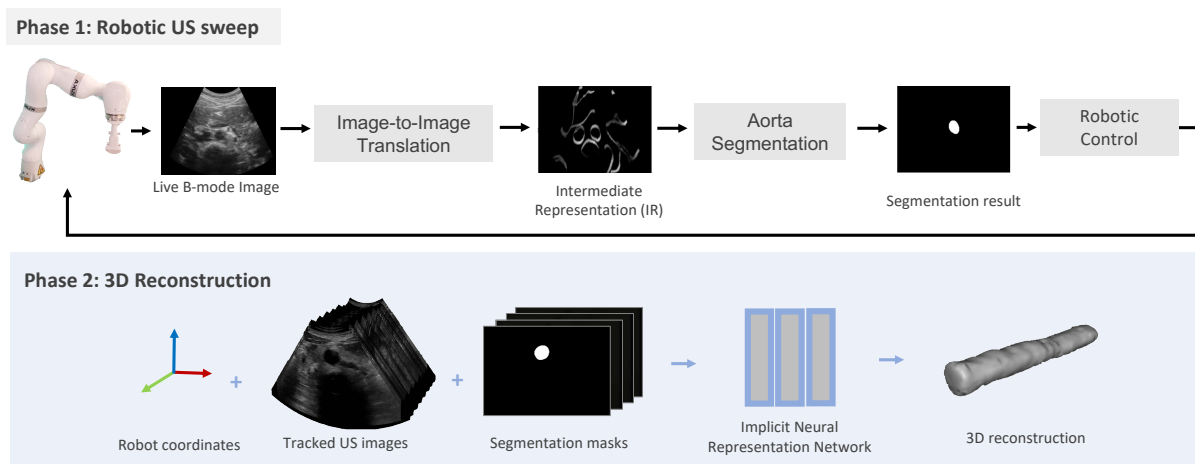 Phase 1: Robotic US sweep
Image-to-Image
Translation
Aorta
Segmentation
Robotic
Control
Live B-mode Image
Intermediate
Representation (IR)
Segmentation result
Phase 2: 3D Reconstruction
+
+
Robot coordinates
Tracked US images
Segmentation masks
Implicit Neural
Representation Network
3D reconstruction